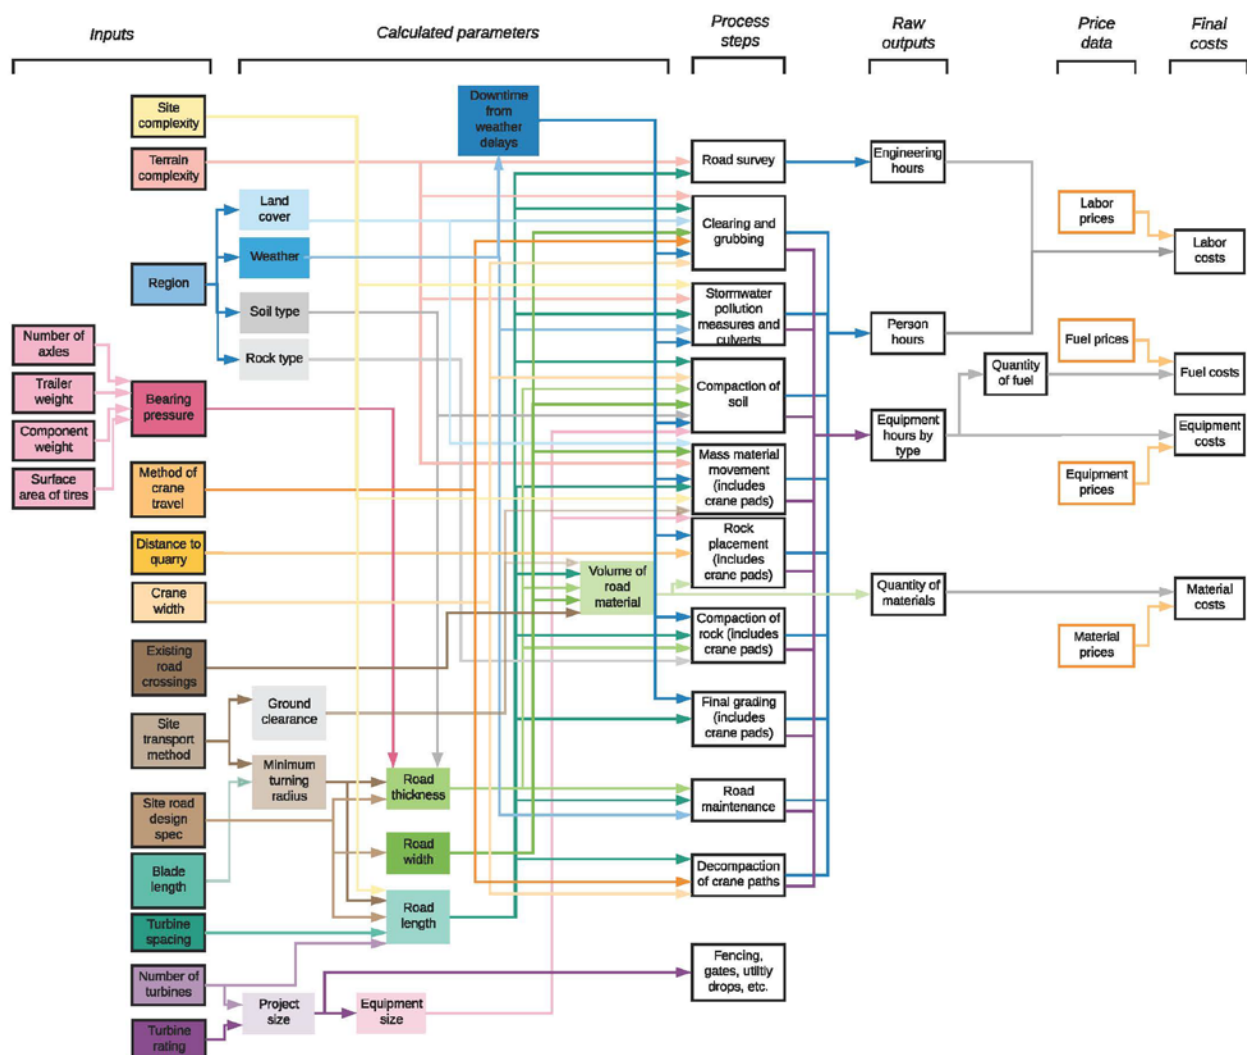 Inputs
Calculated parameters
Process
steps
Raw
outputs
Price
data
Final
costs
Site
complexity
Terrain
complexity
Region
Number of
axles
Trailer
weight
Component
weight
Surface
area of tires
Bearing
pressure
Method of
crane
travel
Distance to
quarry
Crane
width
Existing
road
crossings
Site
transport
method
Site road
design
spec
Blade
length
Turbine
spacing
Number of
turbines
Turbine
rating
Downtime
from
weather
delays
Land
cover
Weather
Soil type
Rock type
Ground
clearance
Minimum
turning
radius
Road
thickness
Road
width
Road
length
Project
size
Equipment
size
Volume of
road
material
Road survey
Clearing and
grubbing
Stormwater
pollution
measures and
culverts
Compaction of
soil
Mass material
movement
(includes
crane pads)
Rock
placement
(includes
crane pads)
Compaction of
rock (includes
crane pads)
Final grading
(includes
crane pads)
Road
maintenance
Decompaction
of crane paths
Fencing,
gates, utiltiy
drops, etc.
Engineering
hours
Person
hours
Quantity
of fuel
Equipment
hours by
type
Quantity of
materials
Labor
prices
Fuel prices
Equipment
prices
Material
prices
Labor
costs
Fuel costs
Equipment
costs
Material
costs